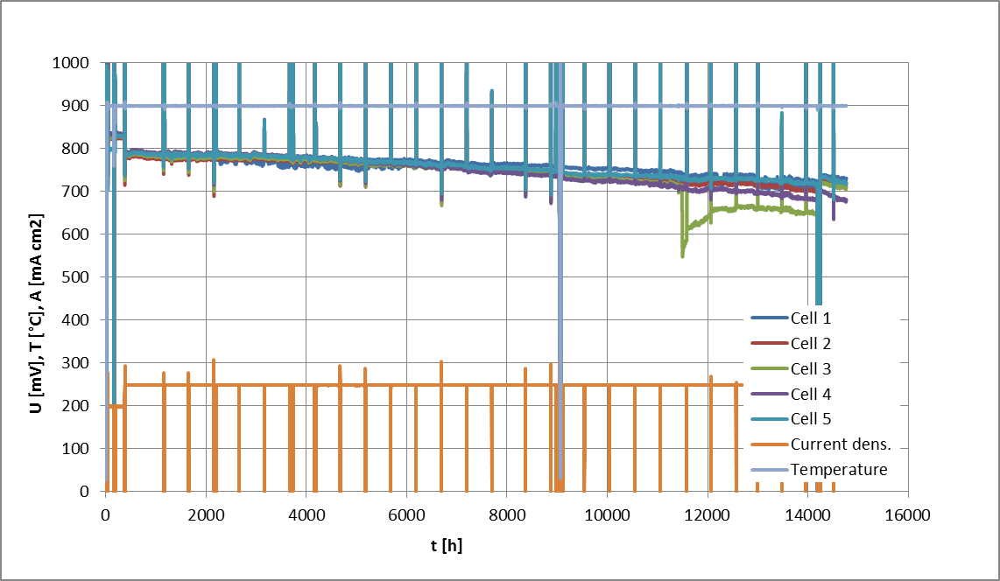 1000
900
800
700
600
500
400
300
200
100
0
U [mV], T [°C], A [mA cm2]
Cell 1
Cell 2
Cell 3
Cell 4
Cell 5
Current dens.
Temperature
0 2000 4000 6000 8000 10000 12000 14000 16000
t [h]